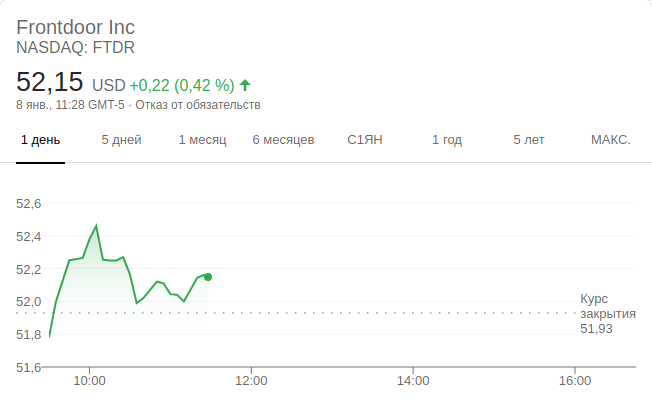 Frontdoor Inc
NASDAQ: FTDR
52,15 USD +0,22 (0,42 %)
8 янв., 11:28 GMT-5 · Отказ от обязательств
1 день 5 дней 1 месяц 6 месяцев С1ЯН 1 год 5 лет МАКС.
52,6
52,4
52,2
52,0
51,8
51,6
Курс
закрытия
51,93
10:00 12:00 14:00 16:00